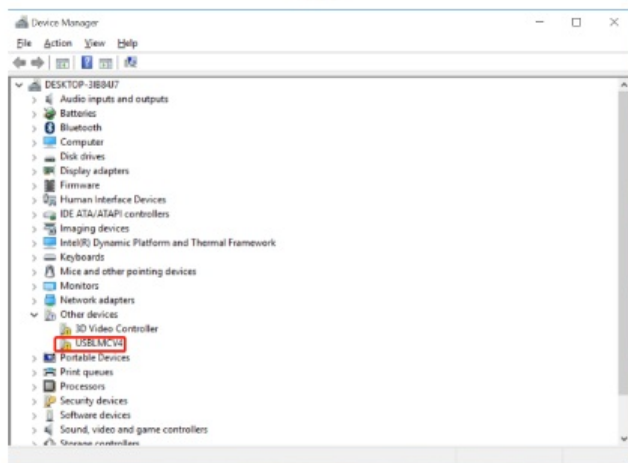 Device Manager
File Action View Help
DESKTOP-3I8B4J7
Audio inputs and outputs
Batteries
Bluetooth
Computer
Disk drives
Display adapters
Firmware
Human Interface Devices
IDE ATA/ATAPI controllers
Imaging devices
Intel(R) Dynamic Platform and Thermal Framework
Keyboards
Mice and other pointing devices
Monitors
Network adapters
Other devices
3D Video Controller
USBLMCV4
Portable Devices
Print queues
Processors
Security devices
Software devices
Sound, video and game controllers
Storage controllers